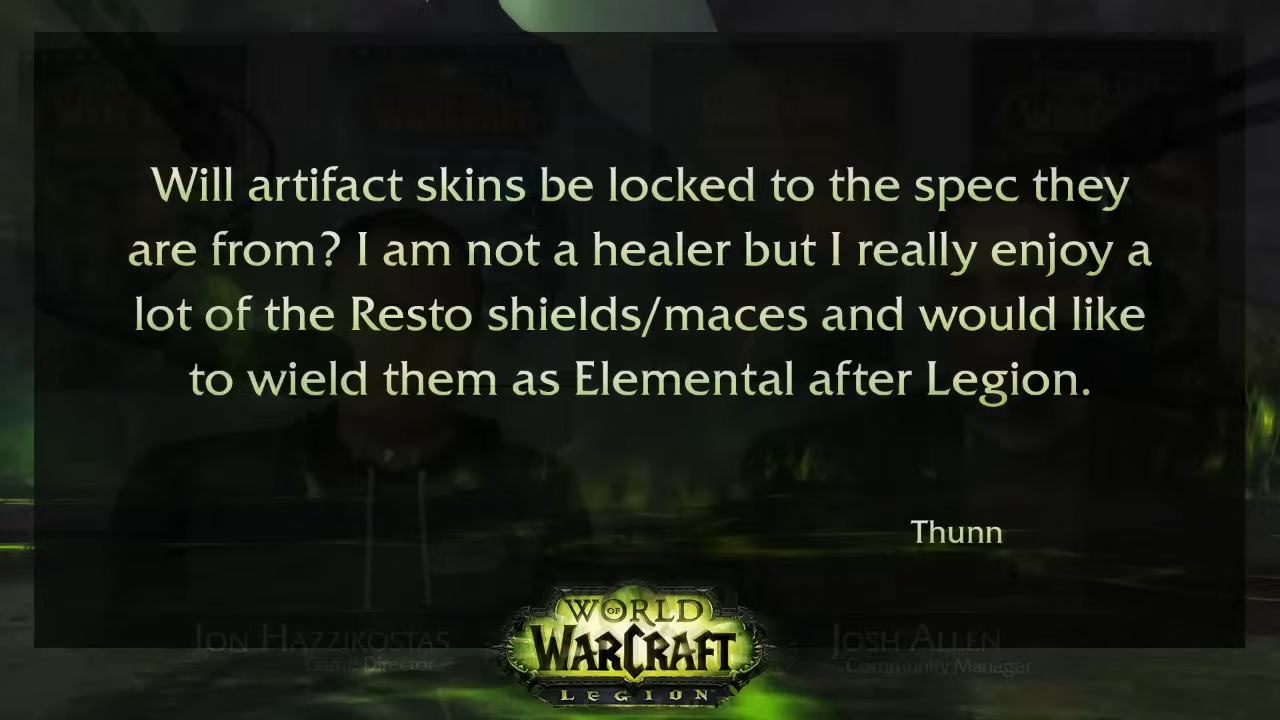 Will artifact skins be locked to the spec they
are from? I am not a healer but I really enjoy a
lot of the Resto shields/maces and would like
to wield them as Elemental after Legion.
Thunn
WORLD
OF
WARCRAFT
LEGION
Ion Hazzikostas
Game Director
Josh Allen
Community Manager